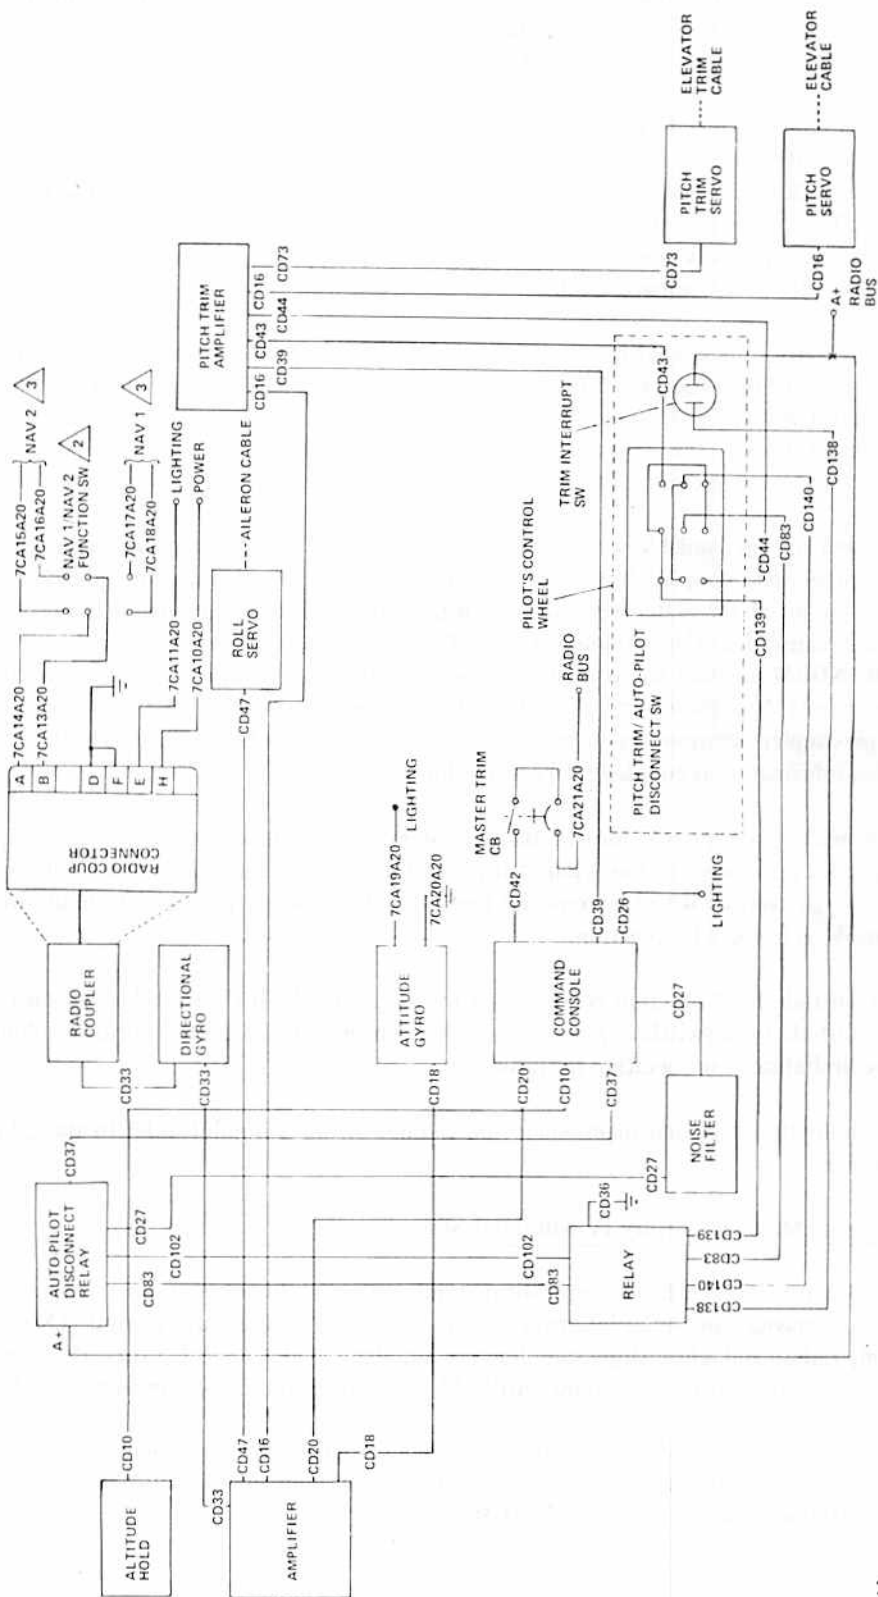 ELEVATOR
TRIM
CABLE
ELEVATOR
CABLE
PITCH
TRIM
SERVO
PITCH
SERVO
CD73
CD16
A+
RADIO
BUS
NAV 2
3
2
NAV 1/NAV 2
FUNCTION SW
NAV 1
3
7CA15A20
7CA16A20
7CA17A20
7CA18A20
LIGHTING
POWER
7CA11A20
7CA10A20
7CA14A20
7CA13A20
A
B
D
F
E
H
RADIO COUP
CONNECTOR
PITCH TRIM
AMPLIFIER
CD73
CD16
CD44
CD43
CD39
CD16
AILERON CABLE
ROLL
SERVO
CD47
TRIM INTERRUPT
SW
CD43
PILOT'S CONTROL
WHEEL
PITCH TRIM/ AUTO-PILOT
DISCONNECT SW
CD138
CD140
CD83
CD44
CD139
RADIO
BUS
MASTER TRIM
CB
7CA21A20
CD42
CD39
CD26
LIGHTING
LIGHTING
7CA19A20
7CA20A20
ATTITUDE
GYRO
CD18
COMMAND
CONSOLE
CD27
CD20
CD10
CD37
RADIO
COUPLER
DIRECTIONAL
GYRO
CD33
CD33
NOISE
FILTER
CD27
CD37
AUTO PILOT
DISCONNECT
RELAY
A+
CD27
CD102
CD83
CD36
CD102
CD83
RELAY
CD139
CD83
CD140
CD138
CD10
ALTITUDE
HOLD
CD33
CD47
CD16
CD20
CD18
AMPLIFIER